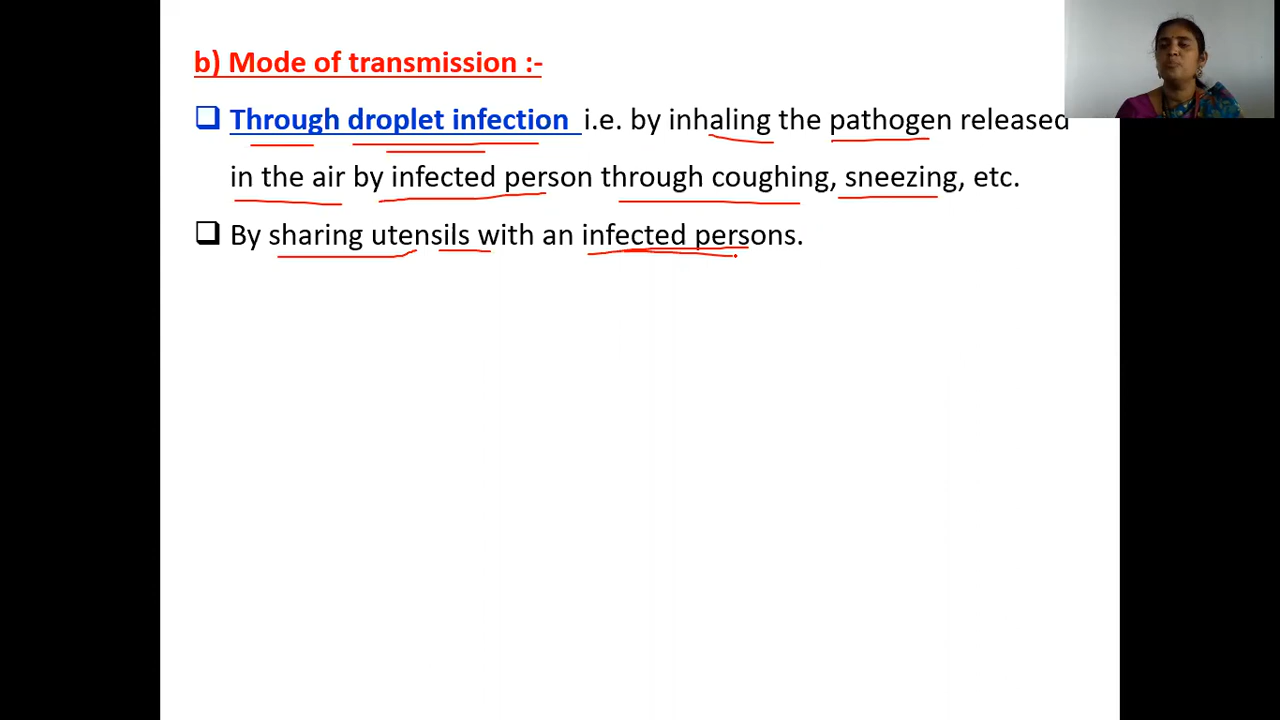 b) Mode of transmission :-
Through droplet infection i.e. by inhaling the pathogen released
in the air by infected person through coughing, sneezing, etc.
By sharing utensils with an infected persons.